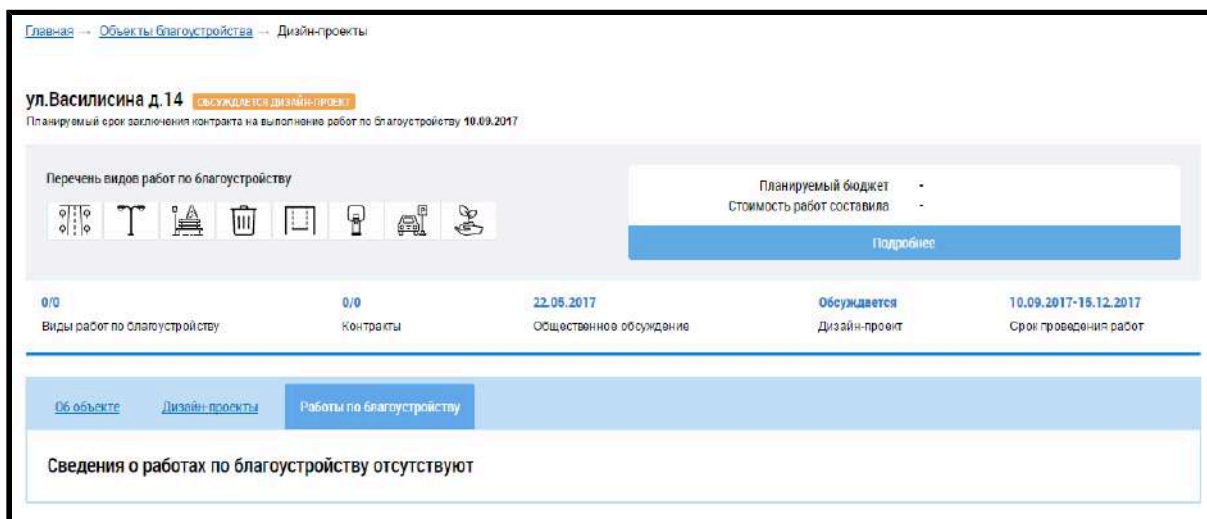 Главная → Объекты благоустройства → Дизйн-проекты
ул.Василисина д.14 ОБСУЖДАЕТСЯ ДИЗАЙН-ПРОЕКТ
Планируемый срок заключения контракта на выполнение работ по благоустройству 10.09.2017
Перечень видов работ по благоустройству
Планируемый бюджет -
Стоимость работ составила -
Подробнее
0/0 0/0 22.05.2017 Обсуждается 10.09.2017-15.12.2017
Виды работ по благоустройству Контракты Общественное обсуждение Дизайн-проект Срок проведения работ
Об объекте Дизайн-проекты Работы по благоустройству
Сведения о работах по благоустройству отсутствуют